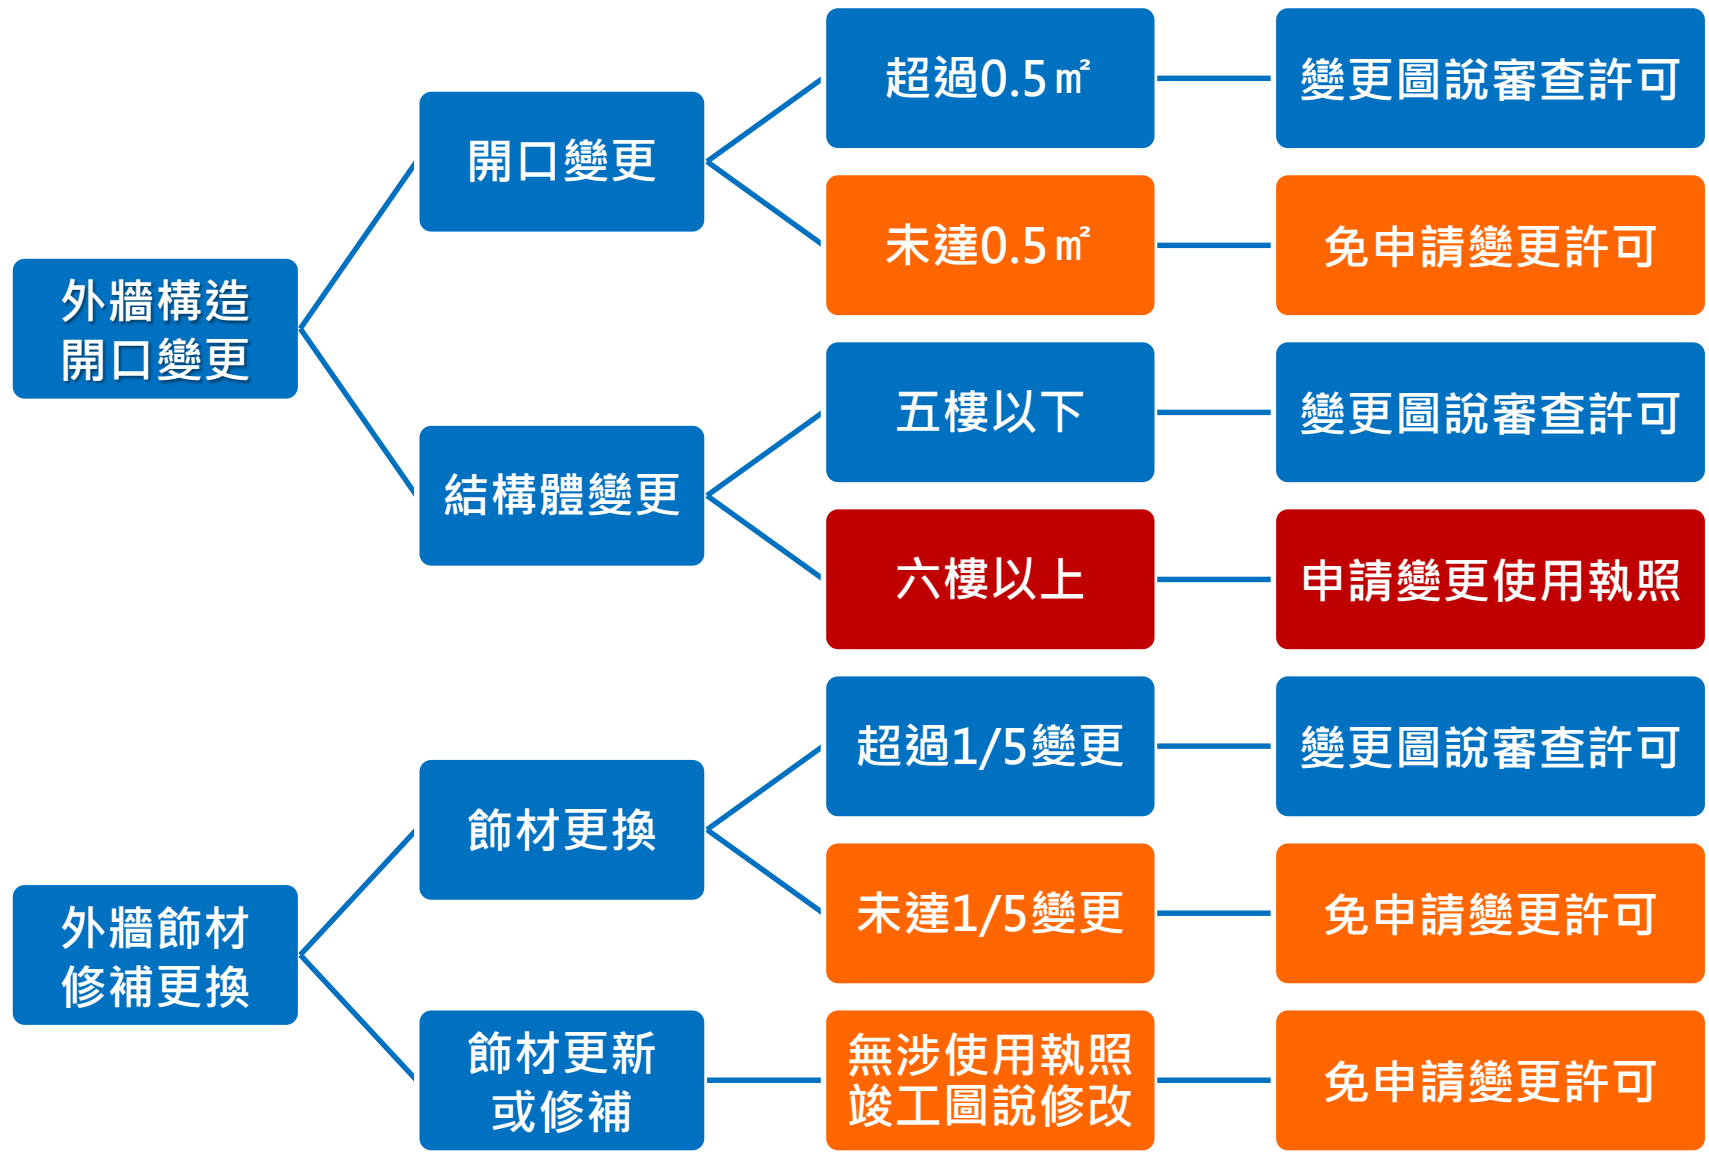 外牆構造
開口變更
開口變更
超過0.5㎡
變更圖說審查許可
未達0.5㎡
免申請變更許可
結構體變更
五樓以下
變更圖說審查許可
六樓以上
申請變更使用執照
外牆飾材
修補更換
飾材更換
超過1/5變更
變更圖說審查許可
未達1/5變更
免申請變更許可
飾材更新
或修補
無涉使用執照
竣工圖說修改
免申請變更許可